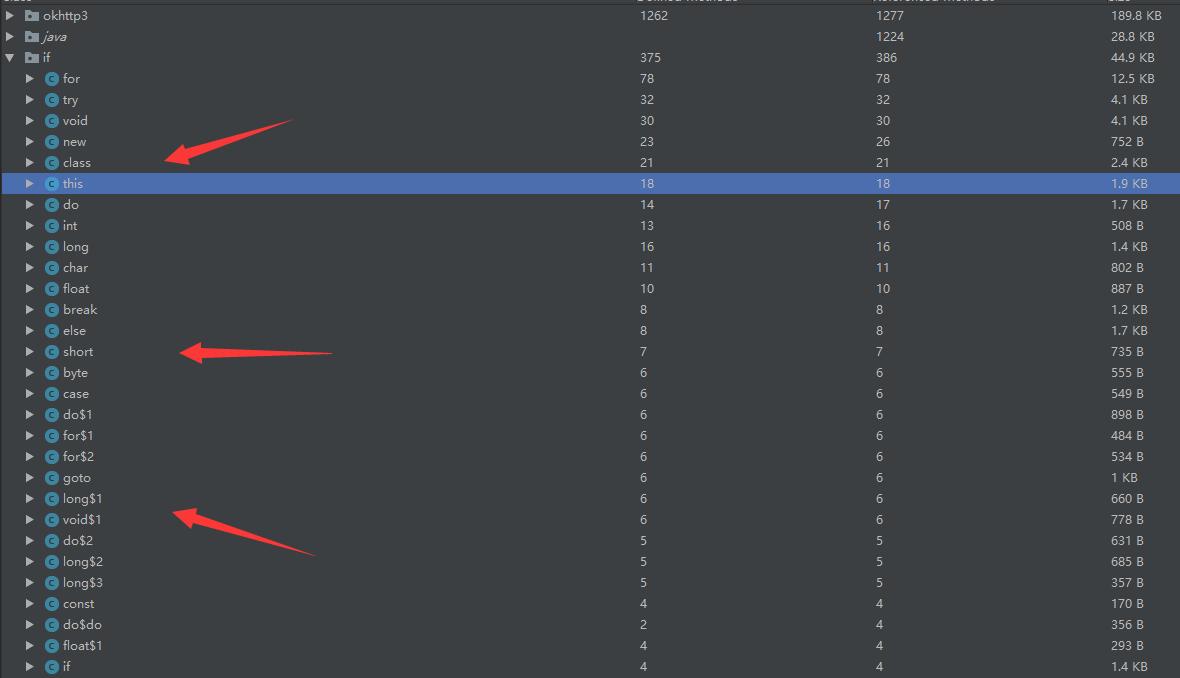 okhttp3 1262 1277 189.8 KB
java 1224 28.8 KB
if 375 386 44.9 KB
for 78 78 12.5 KB
try 32 32 4.1 KB
void 30 30 4.1 KB
new 23 26 752 B
class 21 21 2.4 KB
this 18 18 1.9 KB
do 14 17 1.7 KB
int 13 16 508 B
long 16 16 1.4 KB
char 11 11 802 B
float 10 10 887 B
break 8 8 1.2 KB
else 8 8 1.7 KB
short 7 7 735 B
byte 6 6 555 B
case 6 6 549 B
do$1 6 6 898 B
for$1 6 6 484 B
for$2 6 6 534 B
goto 6 6 1 KB
long$1 6 6 660 B
void$1 6 6 778 B
do$2 5 5 631 B
long$2 5 5 685 B
long$3 5 5 357 B
const 4 4 170 B
do$do 2 4 356 B
float$1 4 4 293 B
if 4 4 1.4 KB